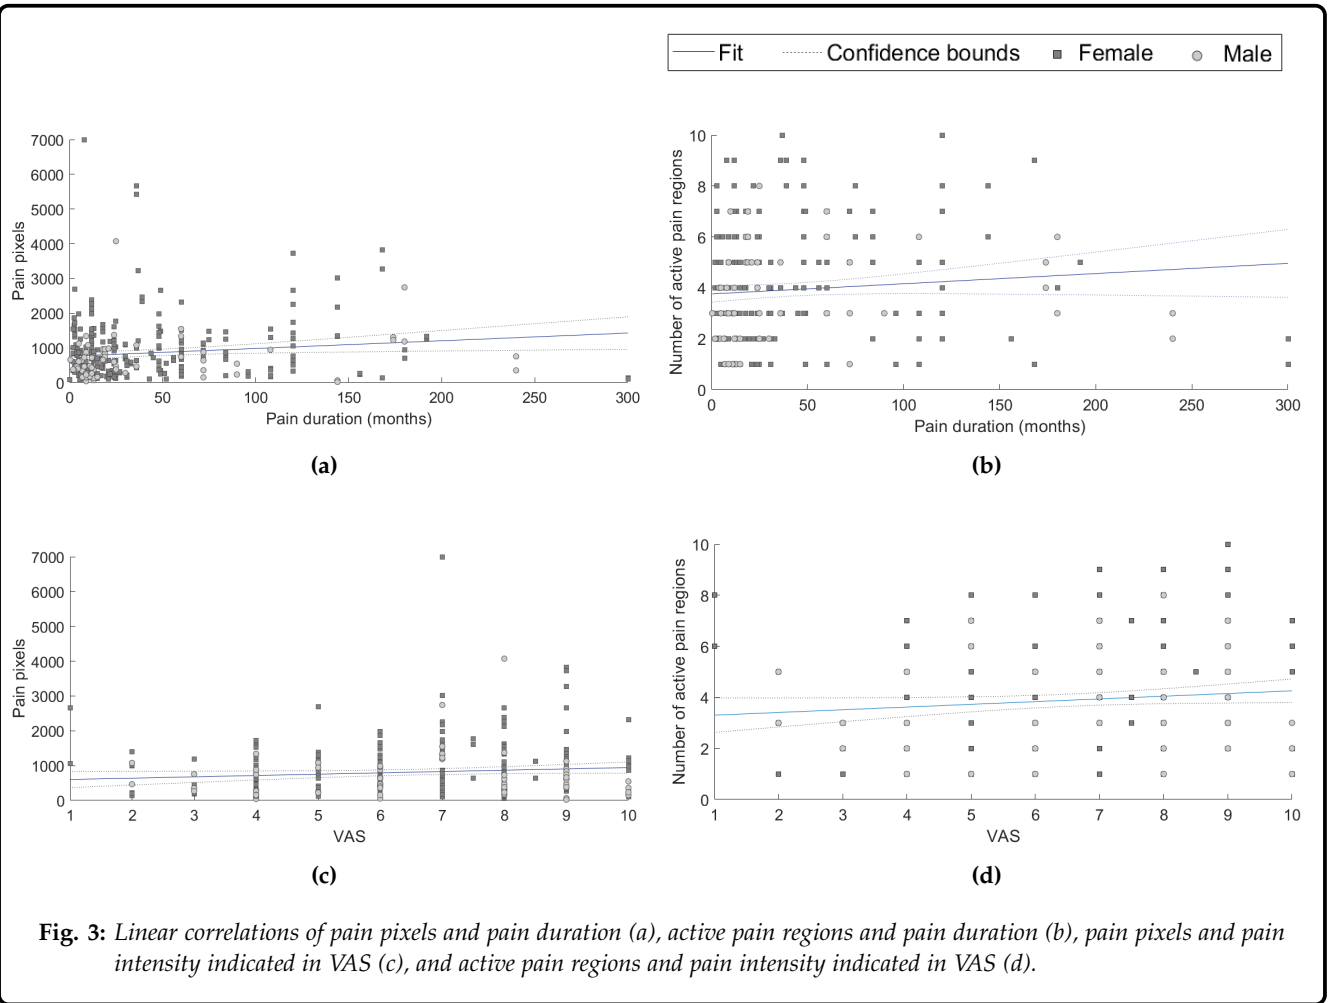 Fit Confidence bounds Female Male
7000
6000
5000
4000
3000
2000
1000
0
Pain pixels
0 50 100 150 200 250 300
Pain duration (months)
(a)
10
8
6
4
2
0
Number of active pain regions
0 50 100 150 200 250 300
Pain duration (months)
(b)
7000
6000
5000
4000
3000
2000
1000
0
Pain pixels
1 2 3 4 5 6 7 8 9 10
VAS
(c)
10
8
6
4
2
0
Number of active pain regions
1 2 3 4 5 6 7 8 9 10
VAS
(d)
Fig. 3: Linear correlations of pain pixels and pain duration (a), active pain regions and pain duration (b), pain pixels and pain
intensity indicated in VAS (c), and active pain regions and pain intensity indicated in VAS (d).